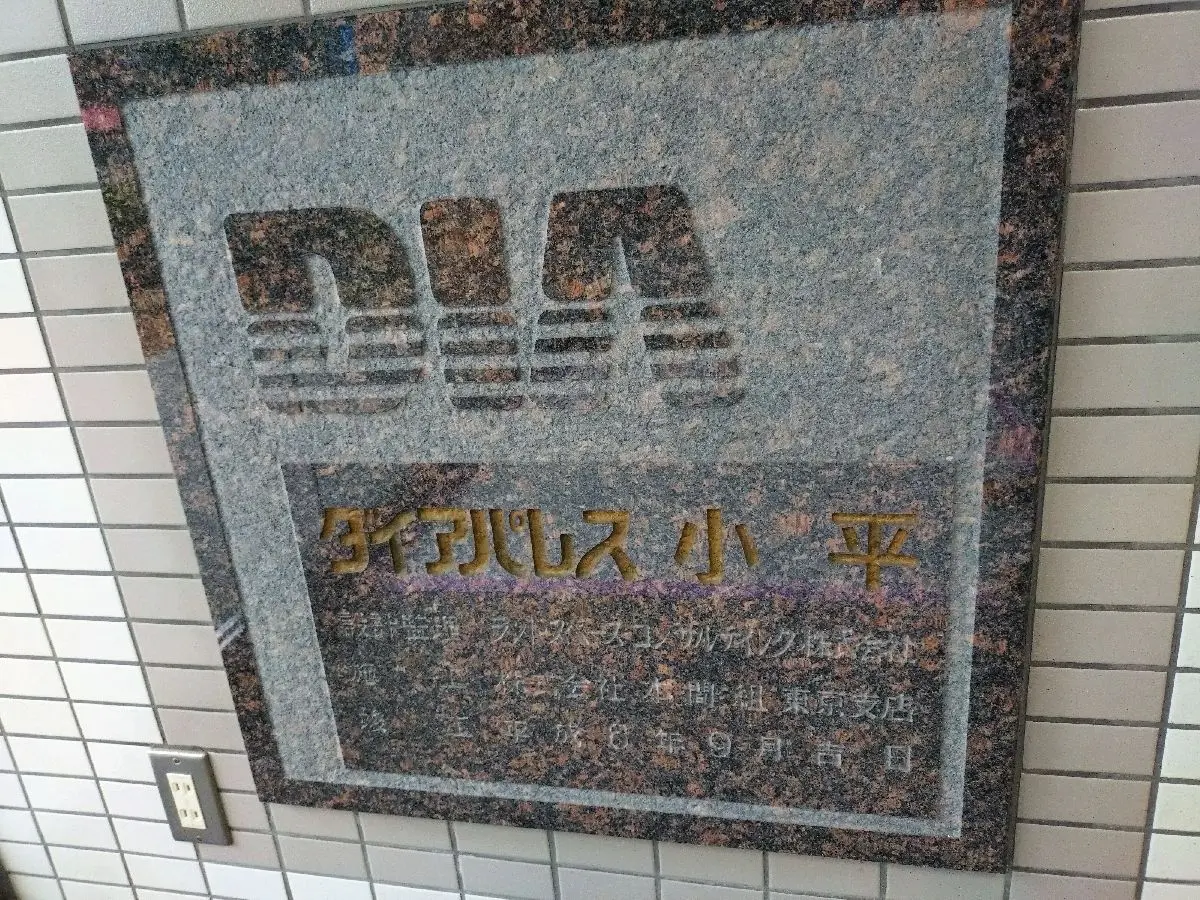 DIA
ダイアパレス 小 平
設計監理 ランドスペースコンサルティング株式会社
施 工 株 会社 本間組 東京支店
竣 工 平成 6 年 9 月 吉 日